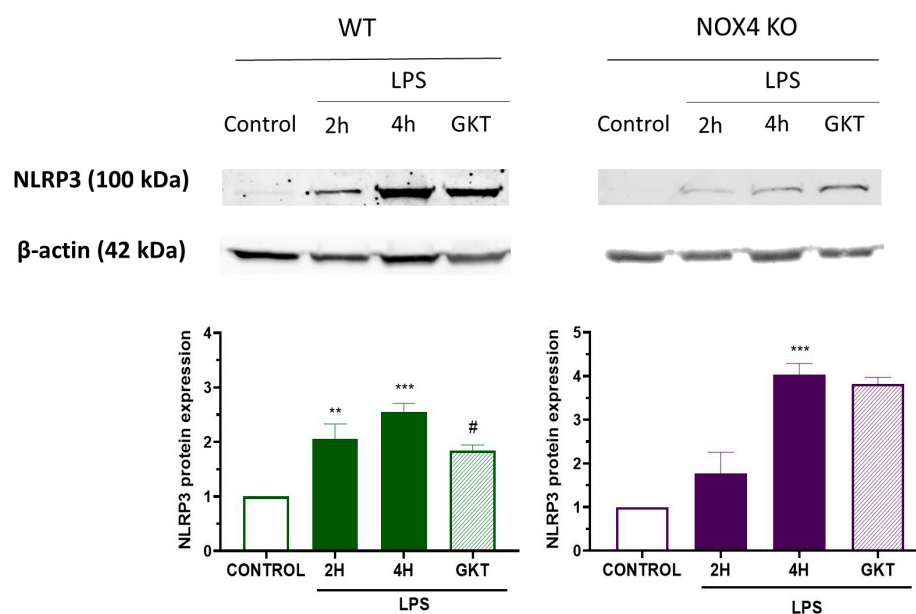 WT NOX4 KO
LPS LPS
Control 2h 4h GKT Control 2h 4h GKT
NLRP3 (100 kDa)
β-actin (42 kDa)
NLRP3 protein expression
4
3
2
1
0
**
***
#
CONTROL 2H 4H GKT
LPS
NLRP3 protein expression
5
4
3
2
1
0
***
CONTROL 2H 4H GKT
LPS